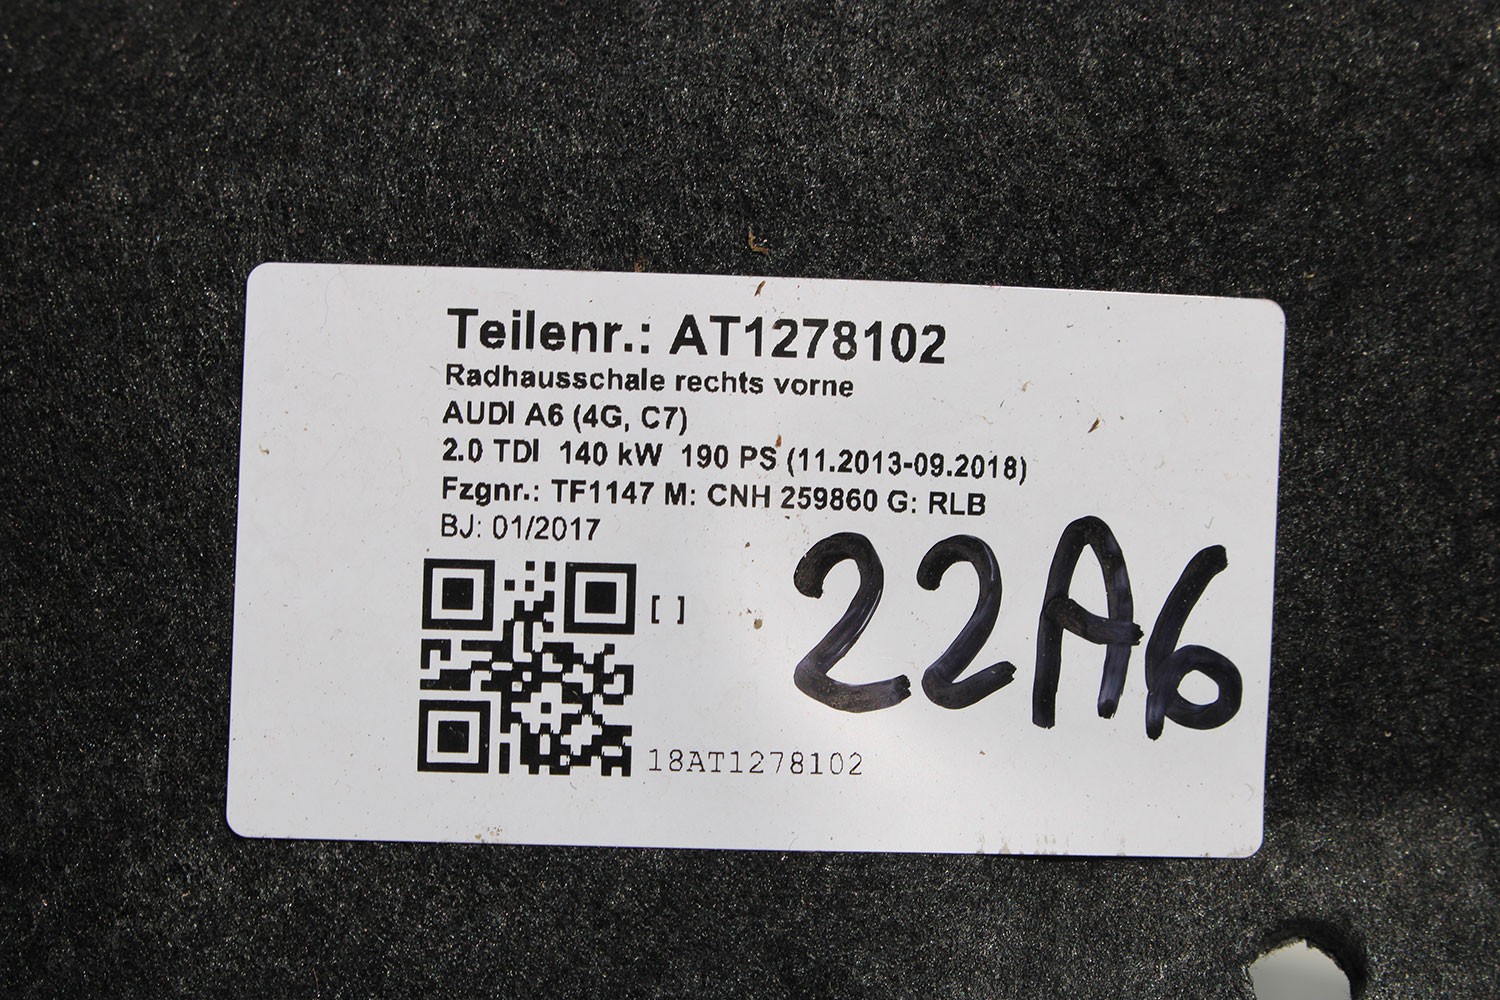 Teilenr.: AT1278102
Radhausschale rechts vorne
AUDI A6 (4G, C7)
2.0 TDI  140 kW  190 PS (11.2013-09.2018)
Fzgnr.: TF1147 M: CNH 259860 G: RLB
BJ: 01/2017
[ ]
22A6
18AT1278102